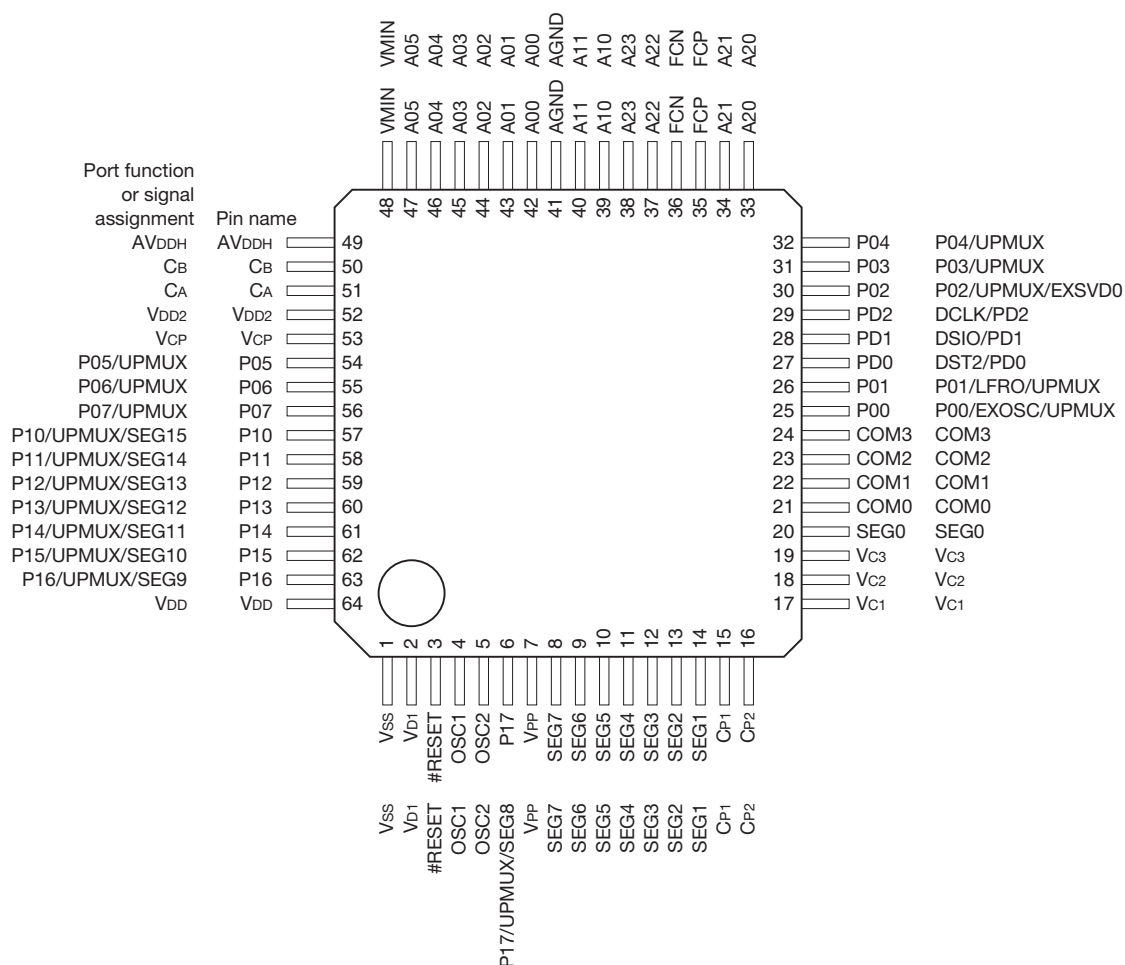 VMIN A05 A04 A03 A02 A01 A00 AGND A11 A10 A23 A22 FCN FCP A21 A20
VMIN A05 A04 A03 A02 A01 A00 AGND A11 A10 A23 A22 FCN FCP A21 A20
48 47 46 45 44 43 42 41 40 39 38 37 36 35 34 33
Port function
or signal
assignment Pin name
AVDDH AVDDH 49 32 P04 P04/UPMUX
CB CB 50 31 P03 P03/UPMUX
CA CA 51 30 P02 P02/UPMUX/EXSVD0
VDD2 VDD2 52 29 PD2 DCLK/PD2
VCP VCP 53 28 PD1 DSIO/PD1
P05/UPMUX P05 54 27 PD0 DST2/PD0
P06/UPMUX P06 55 26 P01 P01/LFRO/UPMUX
P07/UPMUX P07 56 25 P00 P00/EXOSC/UPMUX
P10/UPMUX/SEG15 P10 57 24 COM3 COM3
P11/UPMUX/SEG14 P11 58 23 COM2 COM2
P12/UPMUX/SEG13 P12 59 22 COM1 COM1
P13/UPMUX/SEG12 P13 60 21 COM0 COM0
P14/UPMUX/SEG11 P14 61 20 SEG0 SEG0
P15/UPMUX/SEG10 P15 62 19 VC3 VC3
P16/UPMUX/SEG9 P16 63 18 VC2 VC2
VDD VDD 64 17 VC1 VC1
1 2 3 4 5 6 7 8 9 10 11 12 13 14 15 16
VSS VD1 #RESET OSC1 OSC2 P17 VPP SEG7 SEG6 SEG5 SEG4 SEG3 SEG2 SEG1 CP1 CP2
VSS VD1 #RESET OSC1 OSC2 P17/UPMUX/SEG8 VPP SEG7 SEG6 SEG5 SEG4 SEG3 SEG2 SEG1 CP1 CP2